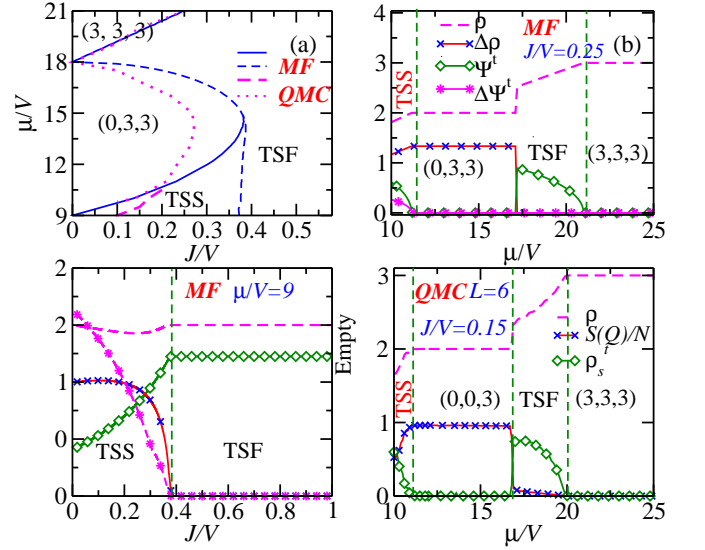 (3, 3, 3)
(a)
MF
QMC
(0,3,3)
TSF
TSS
21
18
15
12
9
0 0.1 0.2 0.3 0.4 0.5
μ/V
J/V
ρ
Δρ
Ψᵗ
ΔΨᵗ
MF
(b)
J/V=0.25
TSS
(0,3,3)
TSF
(3,3,3)
4
3
2
1
0
10 15 20 25
μ/V
MF μ/V=9
TSS
TSF
2
2
1
0
0
0 0.2 0.4 0.6 0.8 1
J/V
Empty
QMC L=6
J/V=0.15
ρ
S(Q)/N
ρₛᵗ
TSS
(0,0,3)
TSF
(3,3,3)
3
2
1
0
10 15 20 25
μ/V